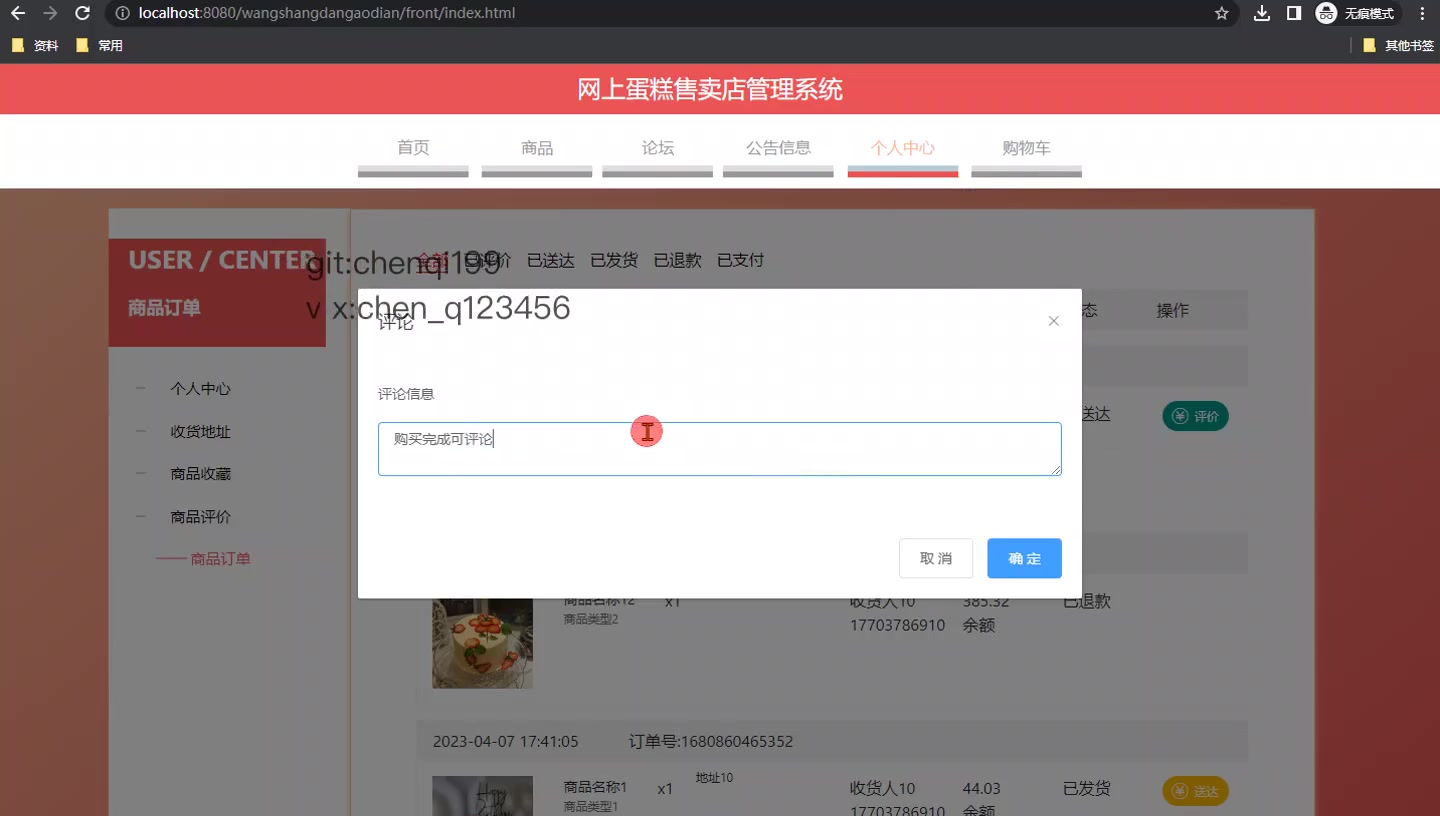 localhost:8080/wangshangdangaodian/front/index.html
无痕模式
资料
常用
其他书签
网上蛋糕售卖店管理系统
首页
商品
论坛
公告信息
个人中心
购物车
USER / CENTER
商品订单
git:chenqi199
v x:chen_q123456
全部
已评价
已送达
已发货
已退款
已支付
态
操作
个人中心
收货地址
商品收藏
商品评价
商品订单
评论
评论信息
购买完成可评论
取 消
确 定
送达
评价
商品名称12
x1
收货人10
385.32
已退款
商品类型2
17703786910
余额
2023-04-07 17:41:05
订单号:1680860465352
商品名称1
x1
地址10
收货人10
44.03
已发货
送达
商品类型1
17703786910
余额